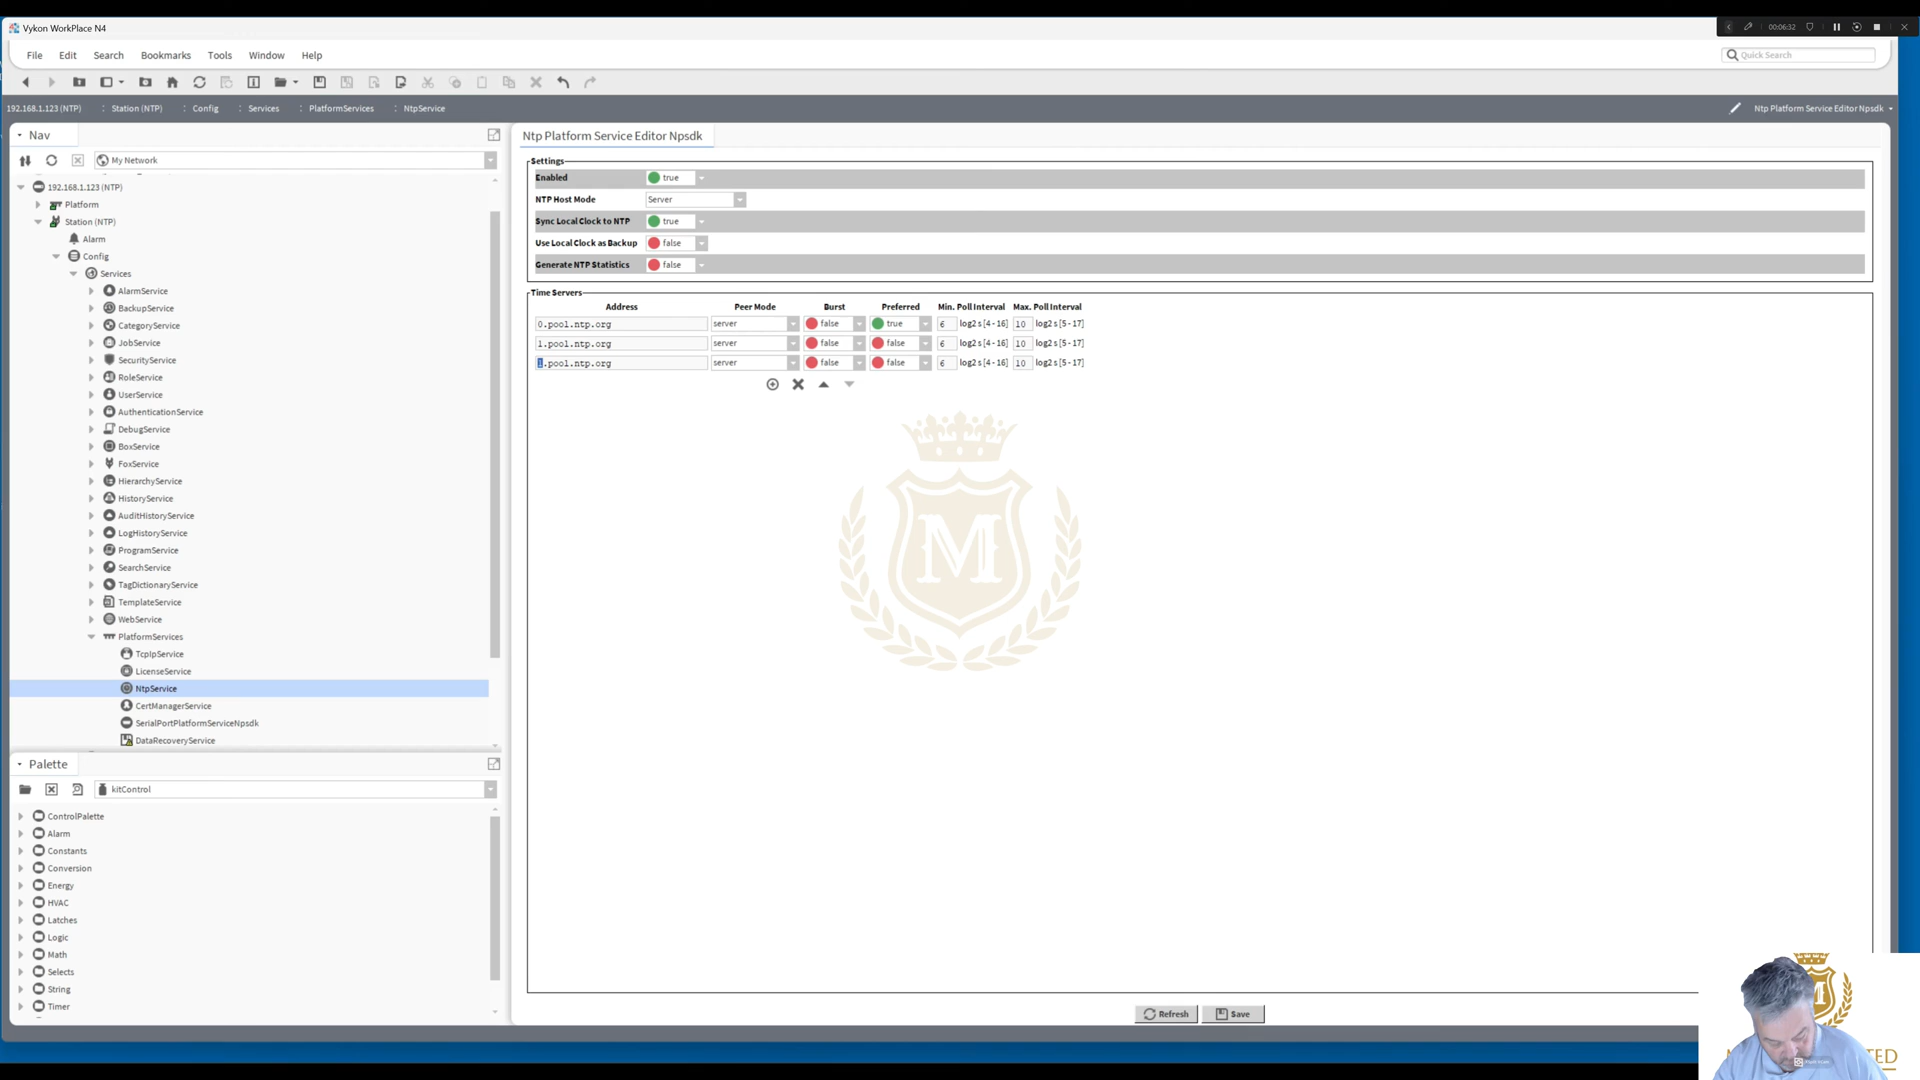 Vykon WorkPlace N4
00:06:32
File Edit Search Bookmarks Tools Window Help
Quick Search
192.168.1.123 (NTP) : Station (NTP) : Config : Services : PlatformServices : NtpService
Ntp Platform Service Editor Npsdk
Nav
My Network
192.168.1.123 (NTP)
Platform
Station (NTP)
Alarm
Config
Services
AlarmService
BackupService
CategoryService
JobService
SecurityService
RoleService
UserService
AuthenticationService
DebugService
BoxService
FoxService
HierarchyService
HistoryService
AuditHistoryService
LogHistoryService
ProgramService
SearchService
TagDictionaryService
TemplateService
WebService
PlatformServices
TcpIpService
LicenseService
NtpService
CertManagerService
SerialPortPlatformServiceNpsdk
DataRecoveryService
Palette
kitControl
ControlPalette
Alarm
Constants
Conversion
Energy
HVAC
Latches
Logic
Math
Selects
String
Timer
Ntp Platform Service Editor Npsdk
Settings
Enabled true
NTP Host Mode Server
Sync Local Clock to NTP true
Use Local Clock as Backup false
Generate NTP Statistics false
Time Servers
Address Peer Mode Burst Preferred Min. Poll Interval Max. Poll Interval
0.pool.ntp.org server false true 6 log2 s [4 - 16] 10 log2 s [5 - 17]
1.pool.ntp.org server false false 6 log2 s [4 - 16] 10 log2 s [5 - 17]
1.pool.ntp.org server false false 6 log2 s [4 - 16] 10 log2 s [5 - 17]
M
Refresh Save